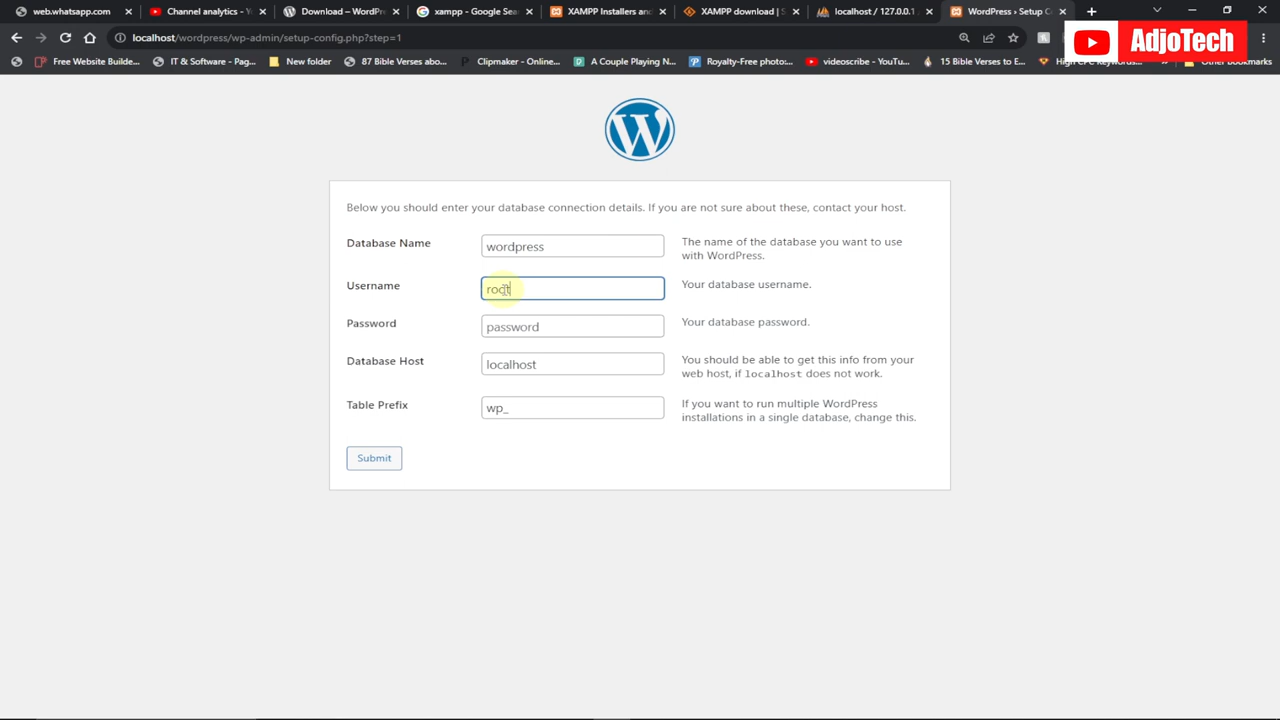 web.whatsapp.com
Channel analytics - Y
Download – WordPr
xampp - Google Sea
XAMPP Installers and
XAMPP download | S
localhost / 127.0.0.1
WordPress › Setup C
localhost/wordpress/wp-admin/setup-config.php?step=1
AdjoTech
Free Website Builde...
IT & Software - Pag...
New folder
Bible Verses abo...
Clipmaker - Online...
A Couple Playing N...
Royalty-Free photo...
videoscribe - YouTu...
15 Bible Verses to E...
High CPC Keywords...
»
Other bookmarks
W
Below you should enter your database connection details. If you are not sure about these, contact your host.
Database Name
wordpress
The name of the database you want to use
with WordPress.
Username
root
Your database username.
Password
password
Your database password.
Database Host
localhost
You should be able to get this info from your
web host, if localhost does not work.
Table Prefix
wp_
If you want to run multiple WordPress
installations in a single database, change this.
Submit